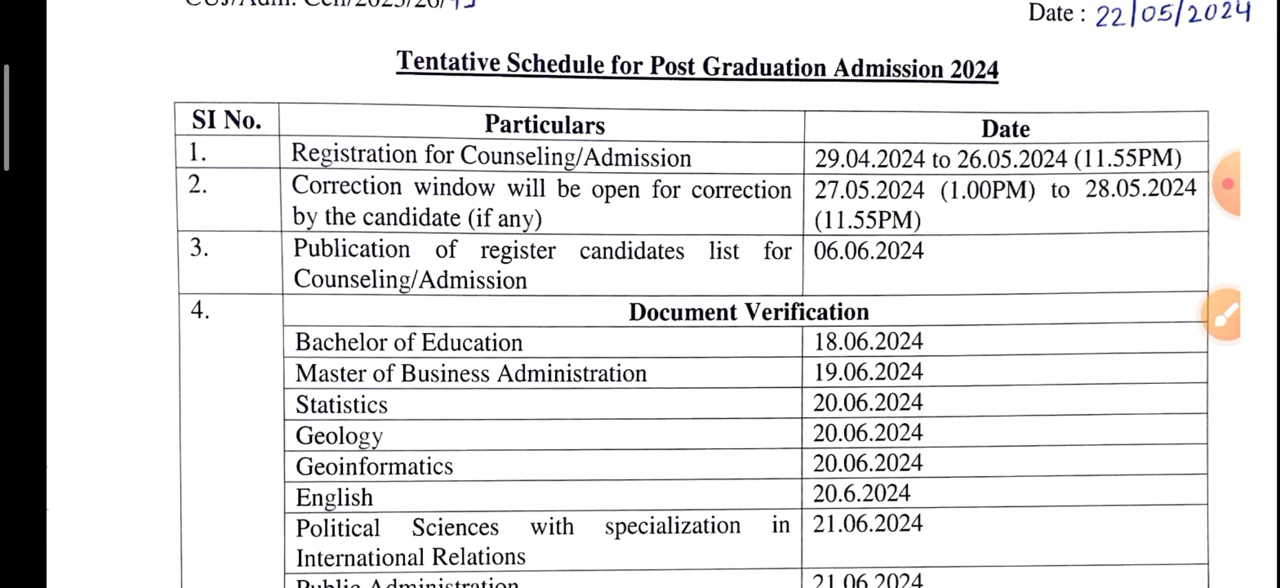 Date : 22/05/2024
Tentative Schedule for Post Graduation Admission 2024
SI No. Particulars Date
1. Registration for Counseling/Admission 29.04.2024 to 26.05.2024 (11.55PM)
2. Correction window will be open for correction 27.05.2024 (1.00PM) to 28.05.2024
by the candidate (if any) (11.55PM)
3. Publication of register candidates list for 06.06.2024
Counseling/Admission
4. Document Verification
Bachelor of Education 18.06.2024
Master of Business Administration 19.06.2024
Statistics 20.06.2024
Geology 20.06.2024
Geoinformatics 20.06.2024
English 20.6.2024
Political Sciences with specialization in 21.06.2024
International Relations
Public Administration 21.06.2024